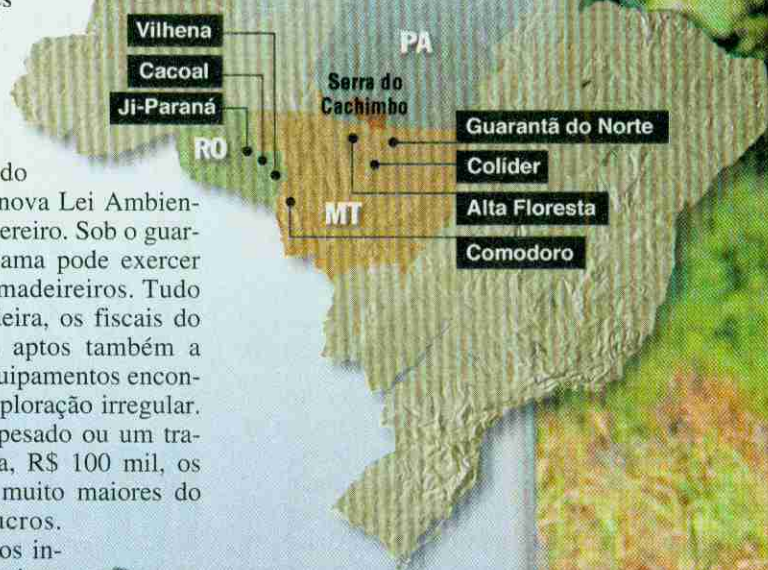 Vilhena
Cacoal
Ji-Paraná
PA
Serra do
Cachimbo
RO
MT
Guarantã do Norte
Colíder
Alta Floresta
Comodoro
do
nova Lei Ambien-
ereiro. Sob o guar-
ama pode exercer
madeireiros. Tudo
eira, os fiscais do
aptos também a
uipamentos encon-
ploração irregular.
pesado ou um tra-
a, R$ 100 mil, os
muito maiores do
ucros.
os in-